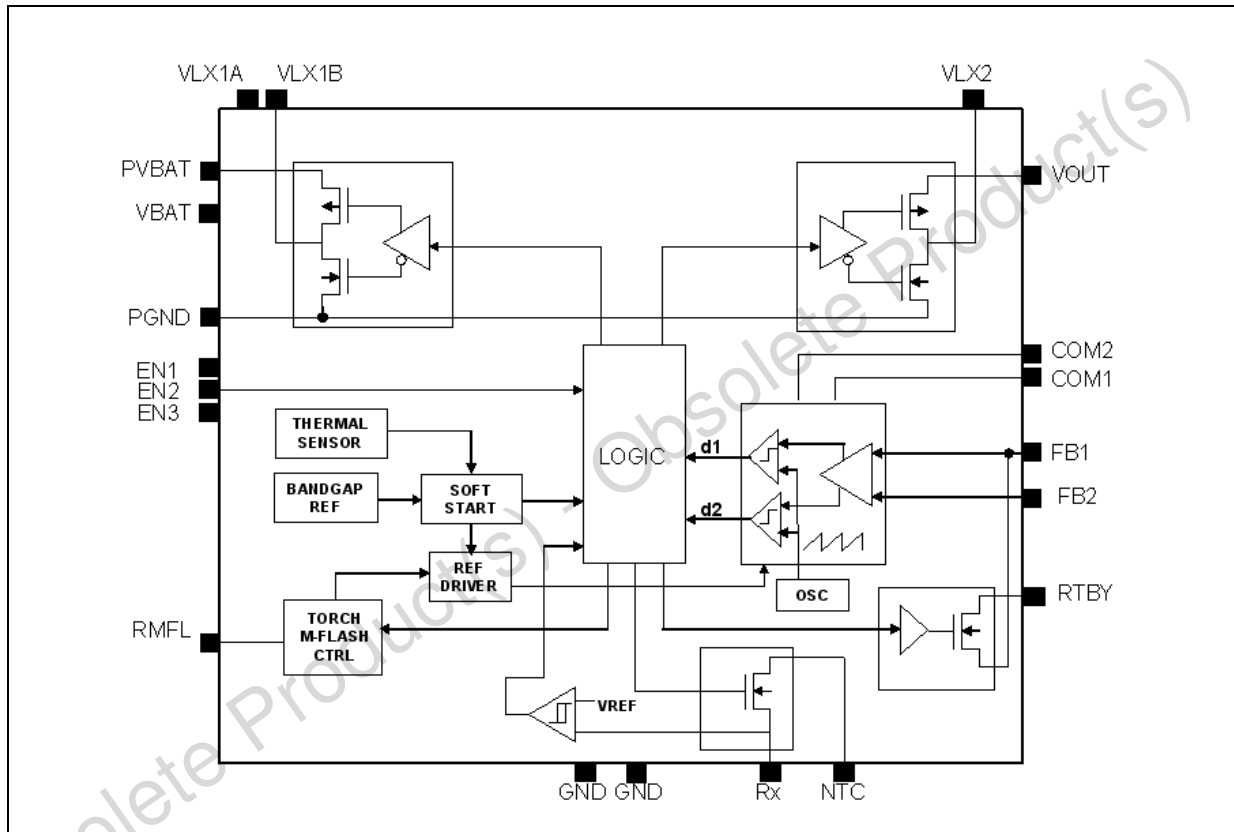 VLX1A VLX1B VLX2
PVBAT
VOUT
VBAT
PGND
COM2
EN1
COM1
EN2
EN3
THERMAL
SENSOR
LOGIC
d1
FB1
BANDGAP
REF
SOFT
START
FB2
d2
REF
DRIVER
OSC
RTBY
TORCH
M-FLASH
CTRL
RMFL
VREF
GND GND Rx NTC
Obsolete Product(s) - Obsolete Product(s)